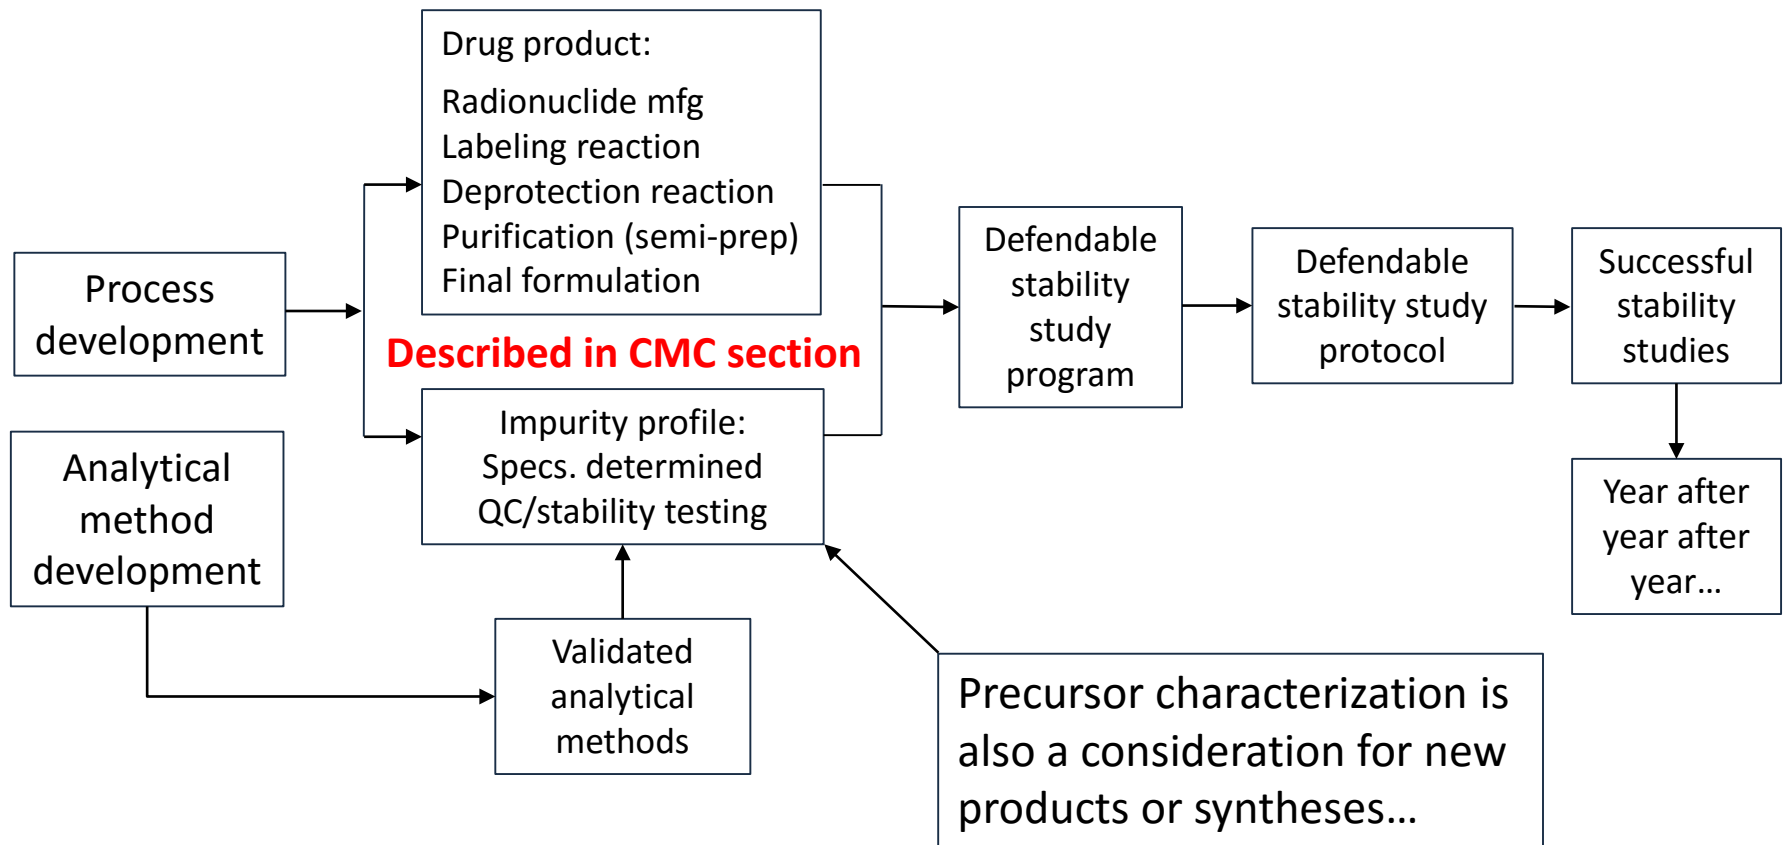 Drug product:
Radionuclide mfg
Labeling reaction
Deprotection reaction
Purification (semi-prep)
Final formulation
Process
development
Described in CMC section
Impurity profile:
Specs. determined
QC/stability testing
Analytical
method
development
Validated
analytical
methods
Precursor characterization is
also a consideration for new
products or syntheses…
Defendable
stability
study
program
Defendable
stability study
protocol
Successful
stability
studies
Year after
year after
year…